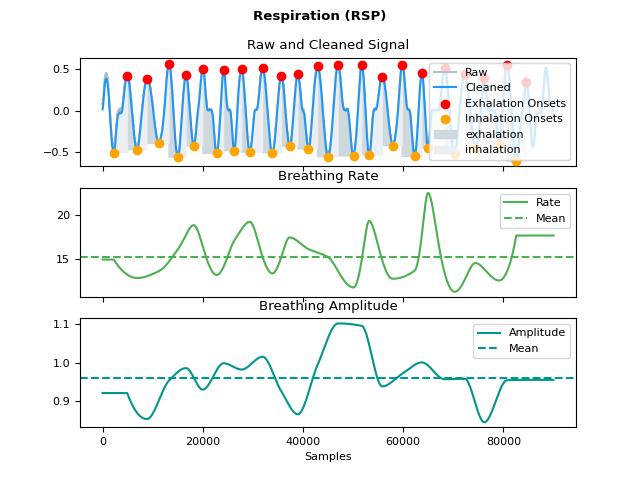 Respiration (RSP)
Raw and Cleaned Signal
0.5
0.0
−0.5
Raw
Cleaned
Exhalation Onsets
Inhalation Onsets
exhalation
inhalation
Breathing Rate
20
15
Rate
Mean
Breathing Amplitude
1.1
1.0
0.9
Amplitude
Mean
0 20000 40000 60000 80000
Samples